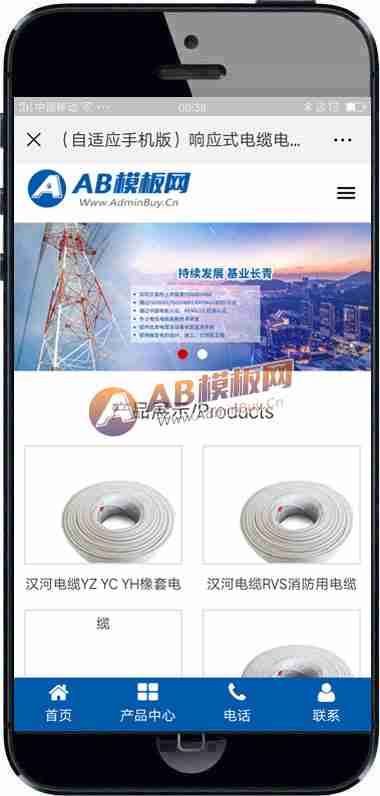 中国移动
00:38
（自适应手机版）响应式电缆电...
AB模板网
Www.AdminBuy.Cn
持续发展 基业长青
AB模板网
www.AdminBuy.Cn
品展示/Products
汉河电缆YZ YC YH橡套电
汉河电缆RVS消防用电缆
缆
首页
产品中心
电话
联系